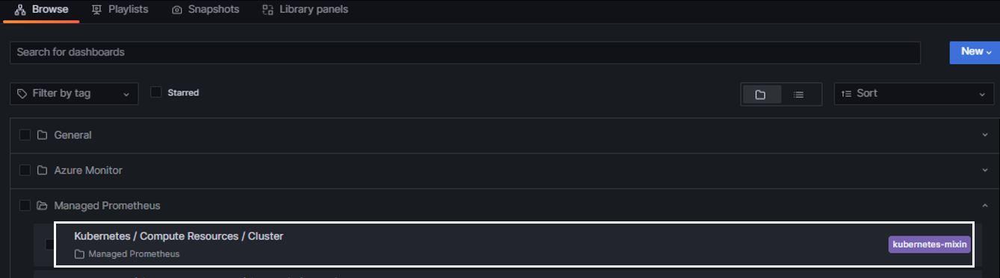 Browse Playlists Snapshots Library panels
Search for dashboards
New
Filter by tag Starred Sort
General
Azure Monitor
Managed Prometheus
Kubernetes / Compute Resources / Cluster
kubernetes-mixin
Managed Prometheus